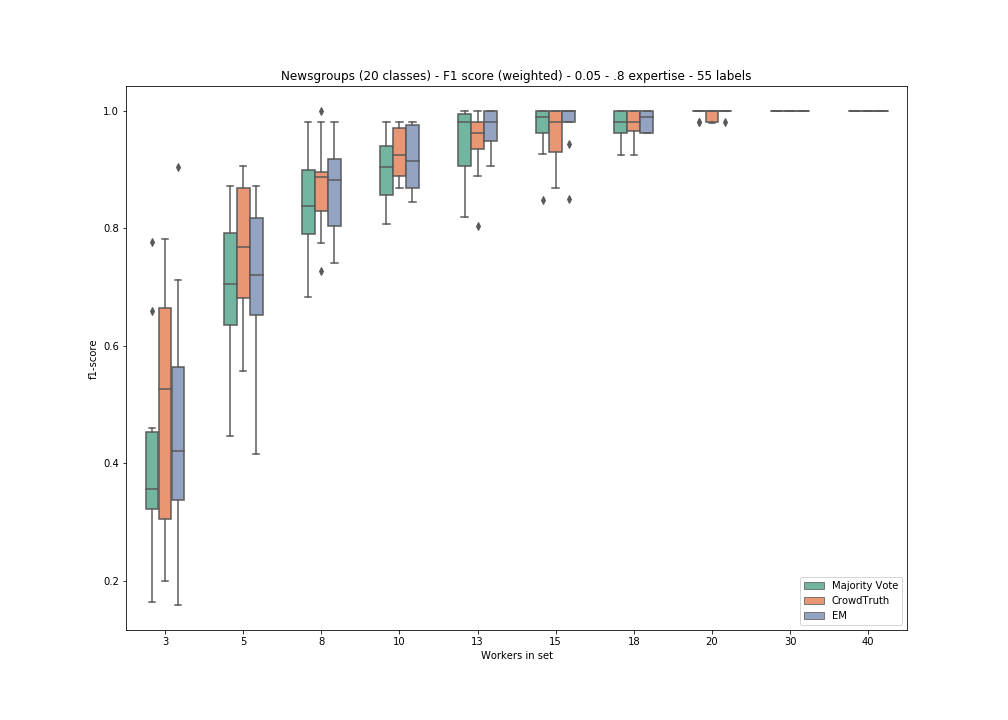 Newsgroups (20 classes) - F1 score (weighted) - 0.05 - .8 expertise - 55 labels
1.0
0.8
0.6
0.4
0.2
f1-score
3 5 8 10 13 15 18 20 30 40
Workers in set
Majority Vote
CrowdTruth
EM